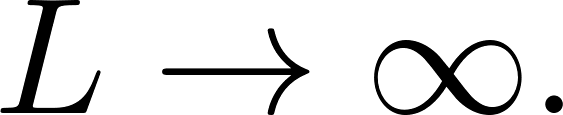 L → ∞.